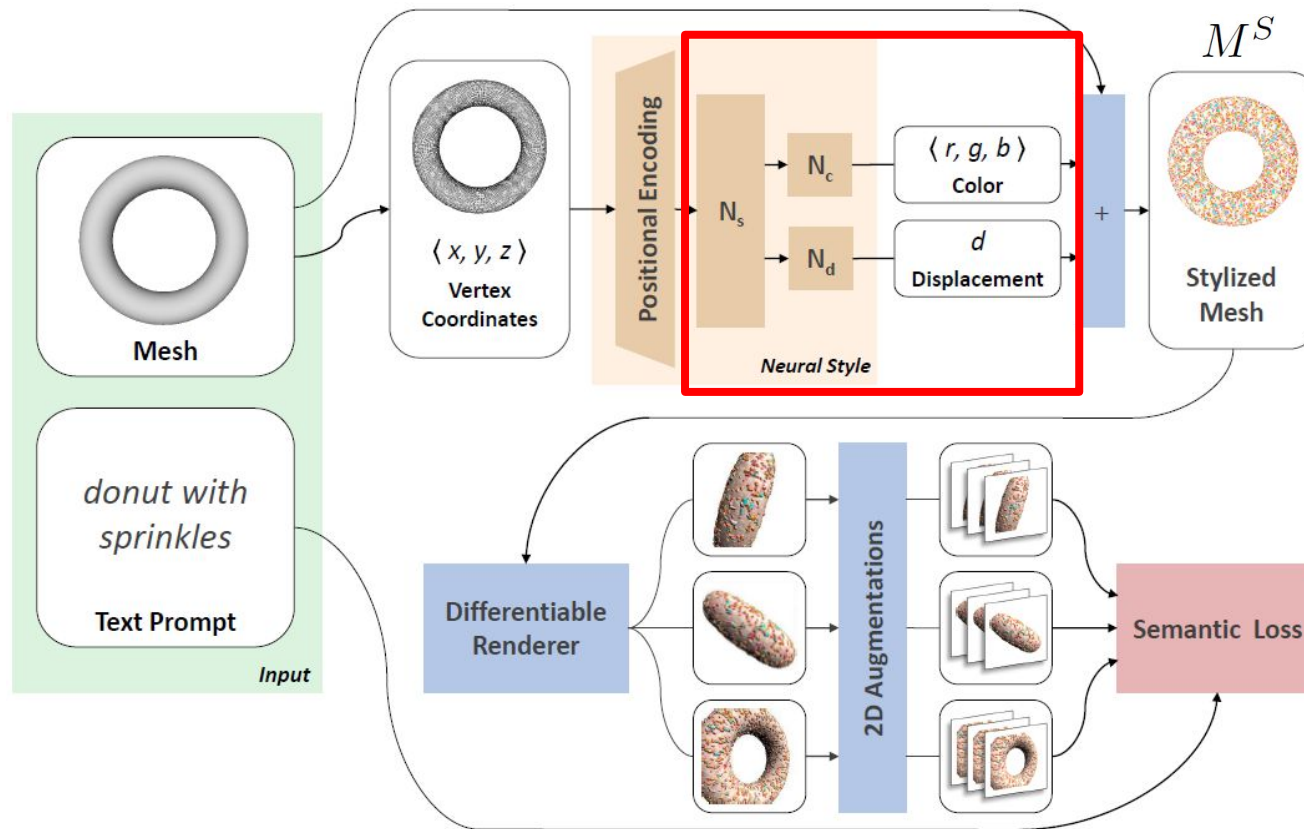 M^S
Mesh
donut with
sprinkles
Text Prompt
Input
⟨ x, y, z ⟩
Vertex
Coordinates
Positional Encoding
N_s
N_c
N_d
⟨ r, g, b ⟩
Color
d
Displacement
Neural Style
+
Stylized
Mesh
Differentiable
Renderer
2D Augmentations
Semantic Loss